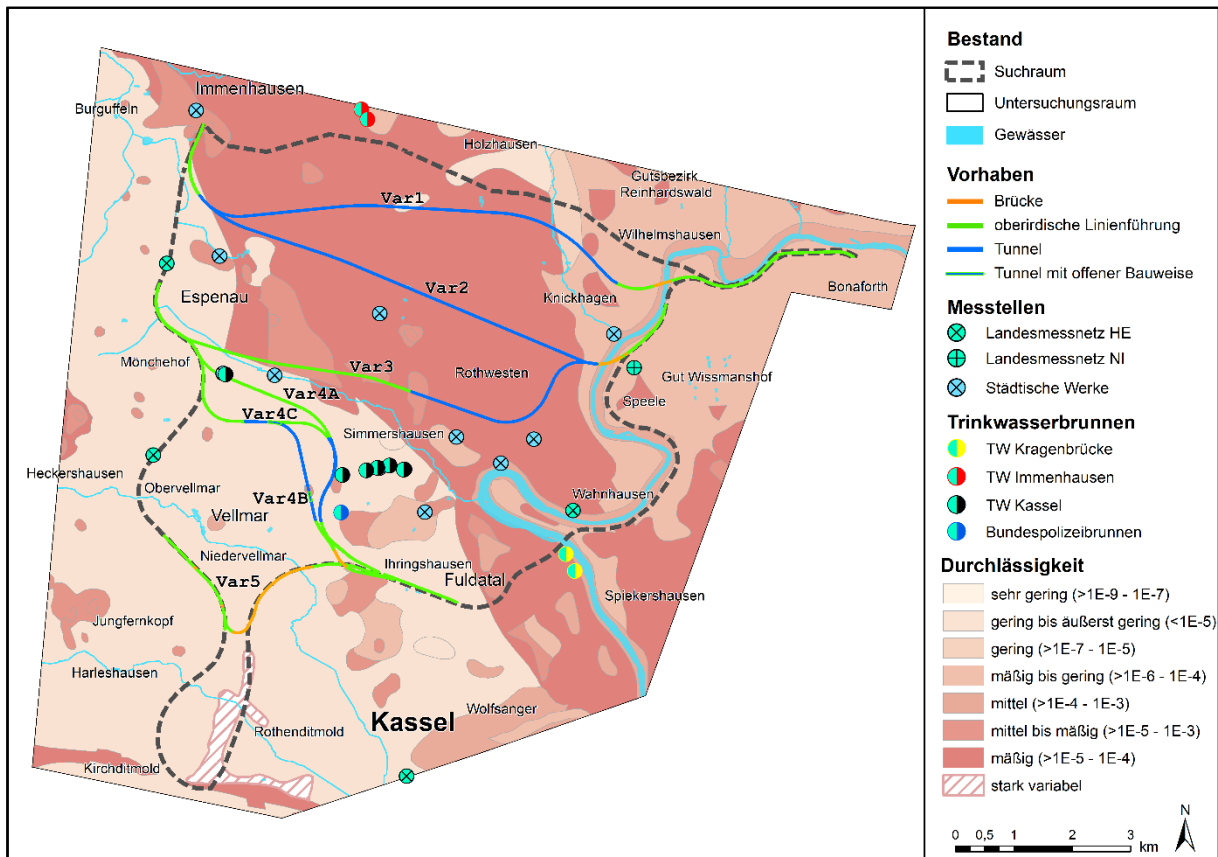 Immenhausen
Burguffeln
Holzhausen
Gutsbezirk
Reinhardswald
Var1
Wilhelmshausen
Bonaforth
Espenau
Var2
Knickhagen
Mönchehof
Var3
Rothwesten
Gut Wissmanshof
Speele
Var4A
Var4C
Simmershausen
Heckershausen
Obervellmar
Var4B
Vellmar
Wahnhausen
Niedervellmar
Ihringshausen
Fuldatal
Var5
Spiekershausen
Jungfernkopf
Harleshausen
Kassel
Wolfsanger
Rothenditmold
Kirchditmold
Bestand
Suchraum
Untersuchungsraum
Gewässer
Vorhaben
Brücke
oberirdische Linienführung
Tunnel
Tunnel mit offener Bauweise
Messtellen
Landesmessnetz HE
Landesmessnetz NI
Städtische Werke
Trinkwasserbrunnen
TW Kragenbrücke
TW Immenhausen
TW Kassel
Bundespolizeibrunnen
Durchlässigkeit
sehr gering (>1E-9 - 1E-7)
gering bis äußerst gering (<1E-5)
gering (>1E-7 - 1E-5)
mäßig bis gering (>1E-6 - 1E-4)
mittel (>1E-4 - 1E-3)
mittel bis mäßig (>1E-5 - 1E-3)
mäßig (>1E-5 - 1E-4)
stark variabel
N
0 0,5 1 2 3
km